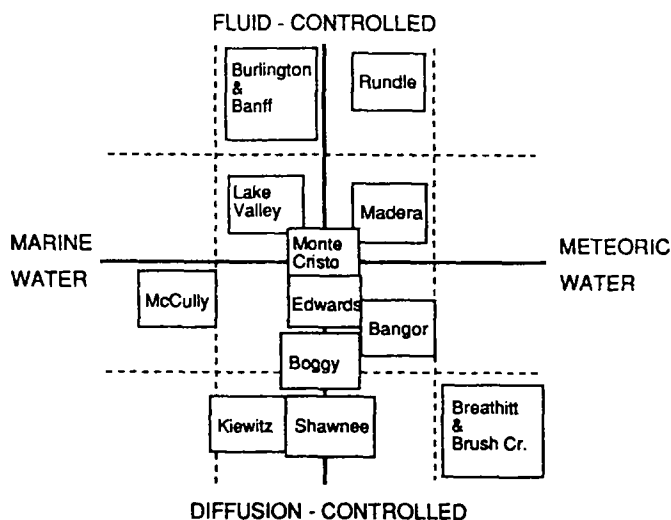 FLUID - CONTROLLED
Burlington
&
Banff
Rundle
Lake
Valley
Madera
MARINE
WATER
Monte
Cristo
METEORIC
WATER
McCully
Edwards
Bangor
Boggy
Kiewitz
Shawnee
Breathitt
&
Brush Cr.
DIFFUSION - CONTROLLED